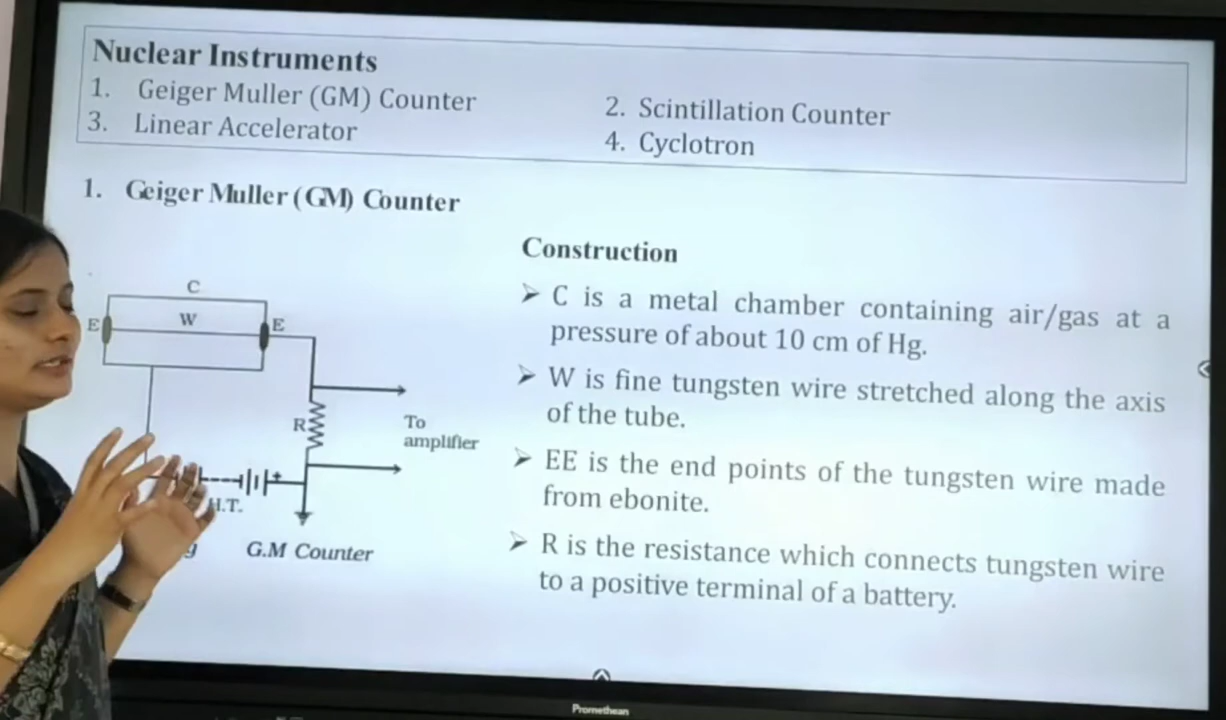 Nuclear Instruments
1. Geiger Muller (GM) Counter
2. Scintillation Counter
3. Linear Accelerator
4. Cyclotron
1. Geiger Muller (GM) Counter
Construction
C
➢ C is a metal chamber containing air/gas at a
E W E
pressure of about 10 cm of Hg.
➢ W is fine tungsten wire stretched along the axis
of the tube.
R
To
amplifier
➢ EE is the end points of the tungsten wire made
from ebonite.
+
H.T.
G.M Counter
➢ R is the resistance which connects tungsten wire
to a positive terminal of a battery.
Promethean